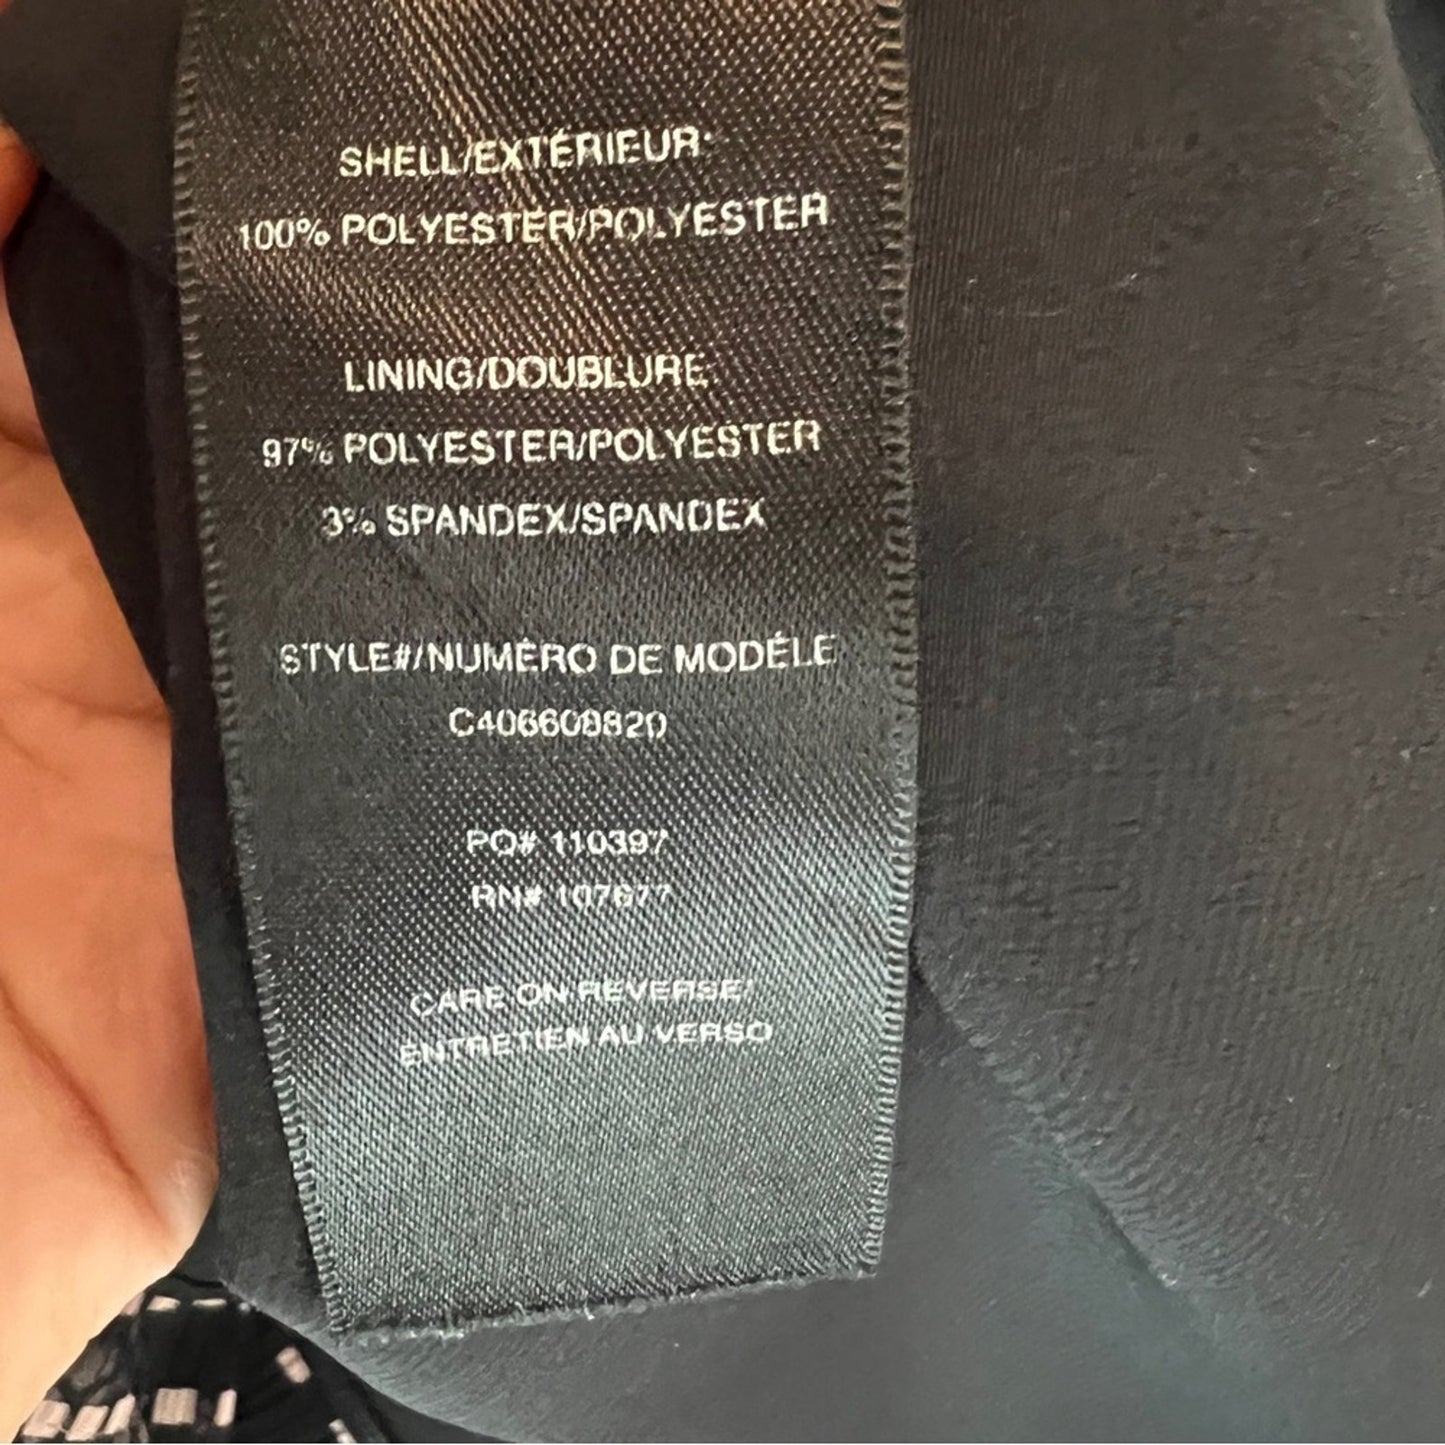 SHELL/EXTÉRIEUR:
100% POLYESTER/POLYESTER
LINING/DOUBLURE:
97% POLYESTER/POLYESTER
3% SPANDEX/SPANDEX
STYLE#/NUMÉRO DE MODÉLE
C406608820
PO# 110397
RN# 107677
CARE ON REVERSE/
ENTRETIEN AU VERSO